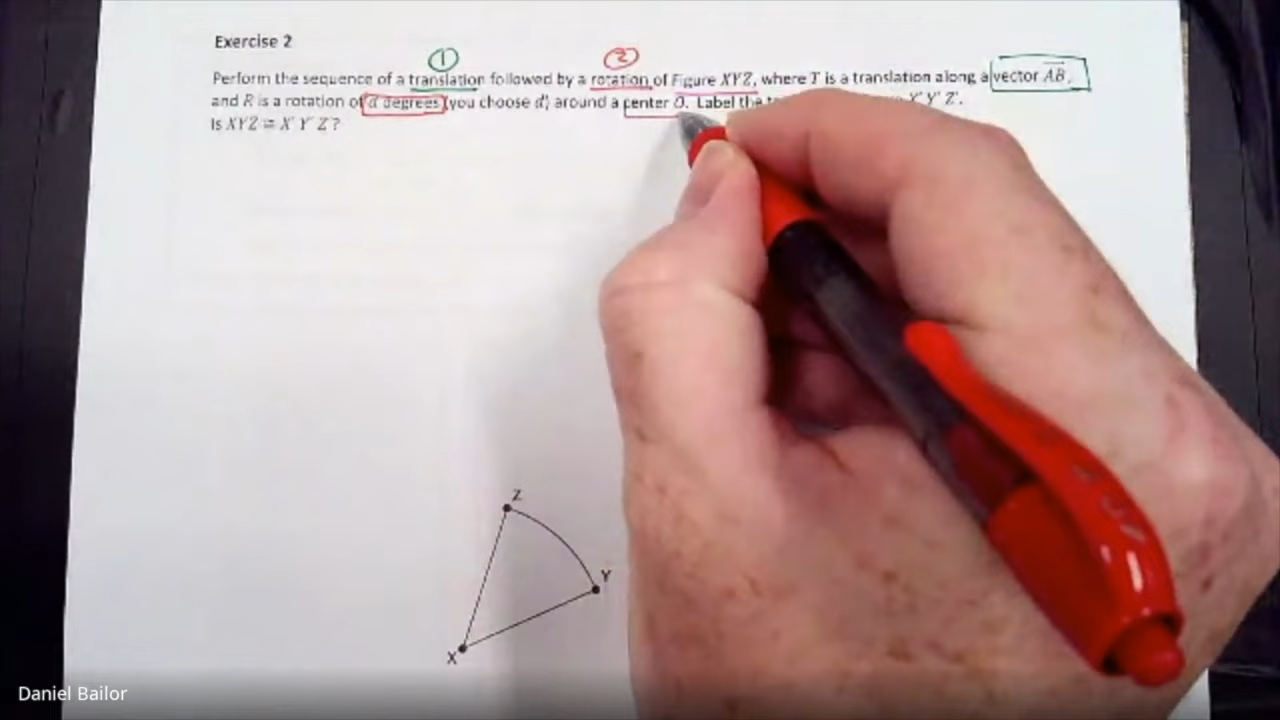 Exercise 2
① ②
Perform the sequence of a translation followed by a rotation of Figure XYZ, where T is a translation along a vector AB,
and R is a rotation of d degrees (you choose d) around a center O. Label the X' Y' Z'.
Is XYZ ≅ X' Y' Z'?
Z
Y
X
Daniel Bailor